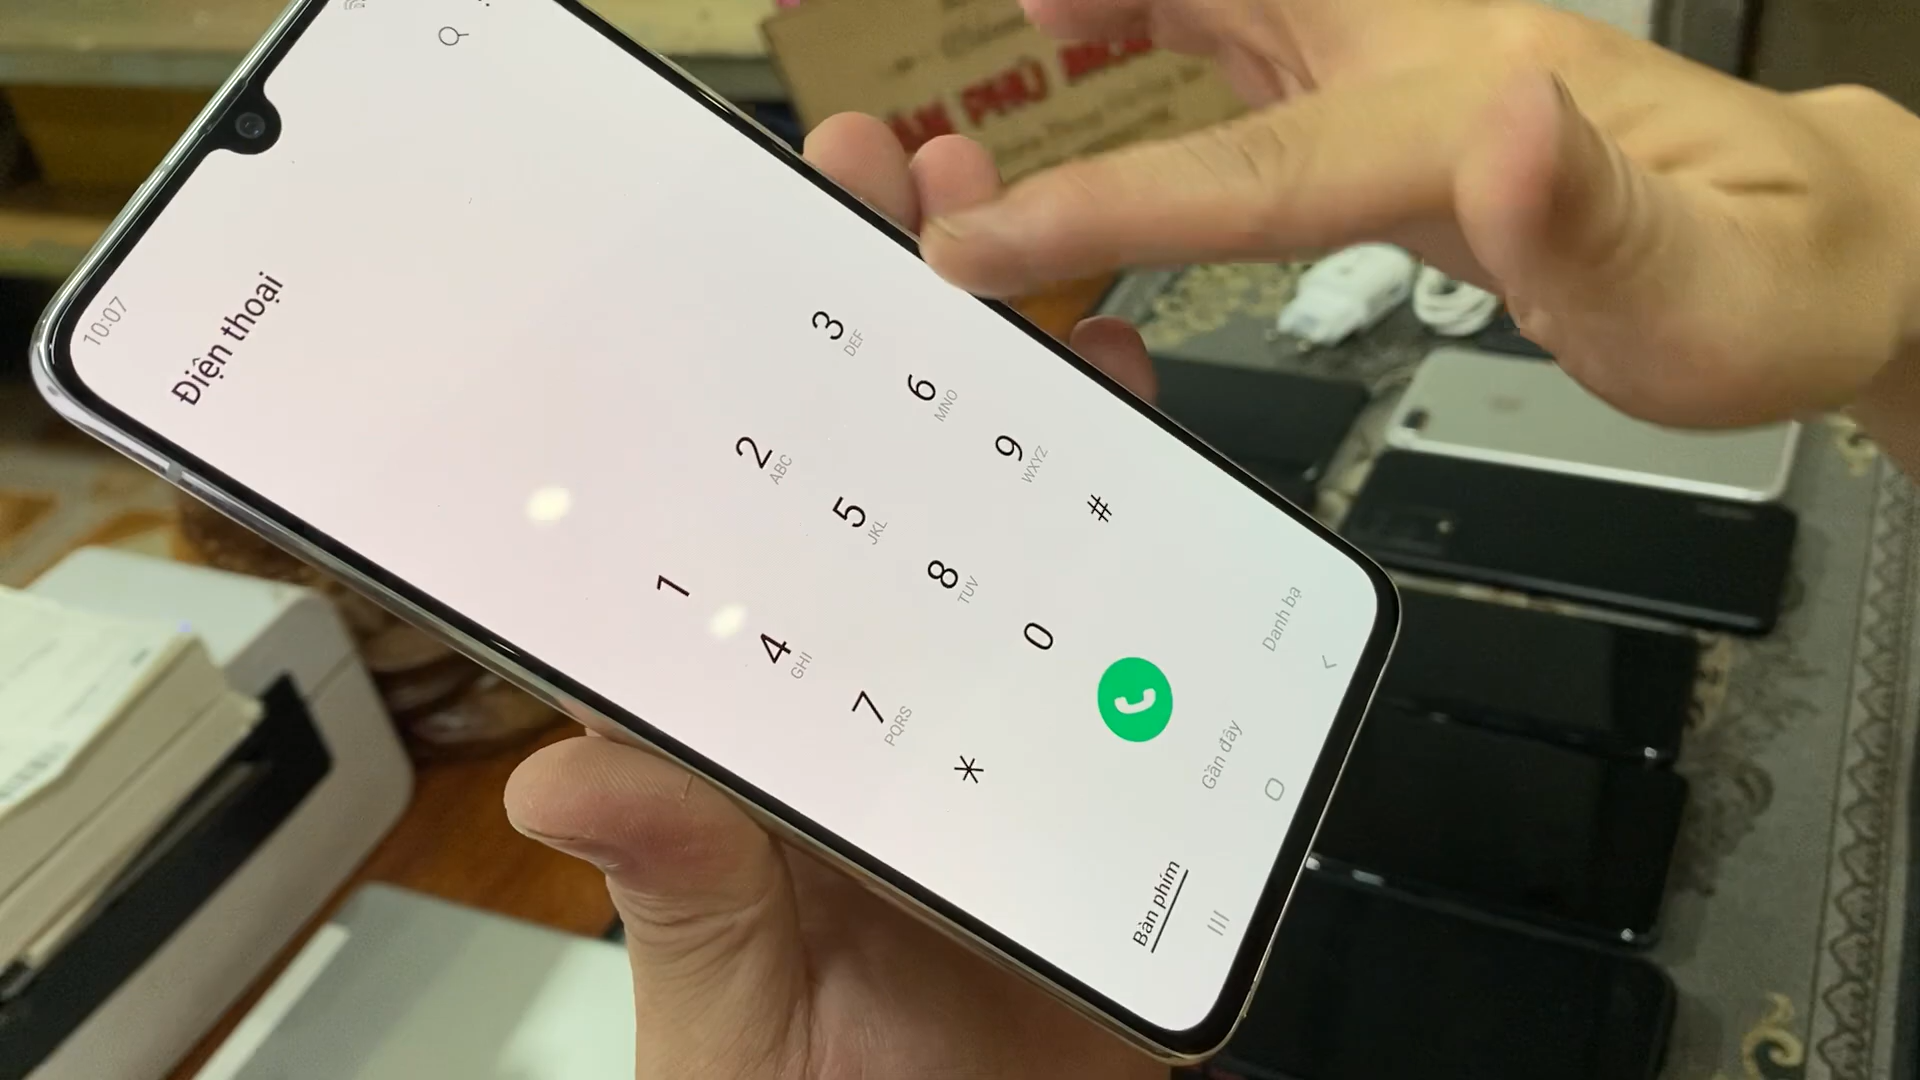 10:07
Điện thoại
1
2
ABC
3
DEF
4
GHI
5
JKL
6
MNO
7
PQRS
8
TUV
9
WXYZ
*
0
#
Bàn phím
Gần đây
Danh bạ
PHÚ